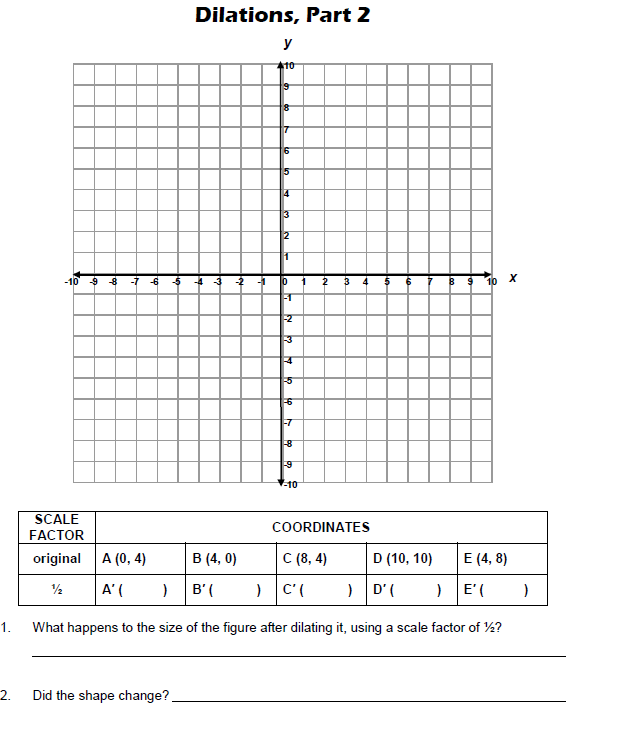 Dilations, Part 2
y
10
9
8
7
6
5
4
3
2
1
-10 -9 -8 -7 -6 -5 -4 -3 -2 -1 0 1 2 3 4 5 6 7 8 9 10 x
-1
-2
-3
-4
-5
-6
-7
-8
-9
-10
SCALE FACTOR COORDINATES
original A (0, 4) B (4, 0) C (8, 4) D (10, 10) E (4, 8)
½ A′ ( ) B′ ( ) C′ ( ) D′ ( ) E′ ( )
1. What happens to the size of the figure after dilating it, using a scale factor of ½?
2. Did the shape change?